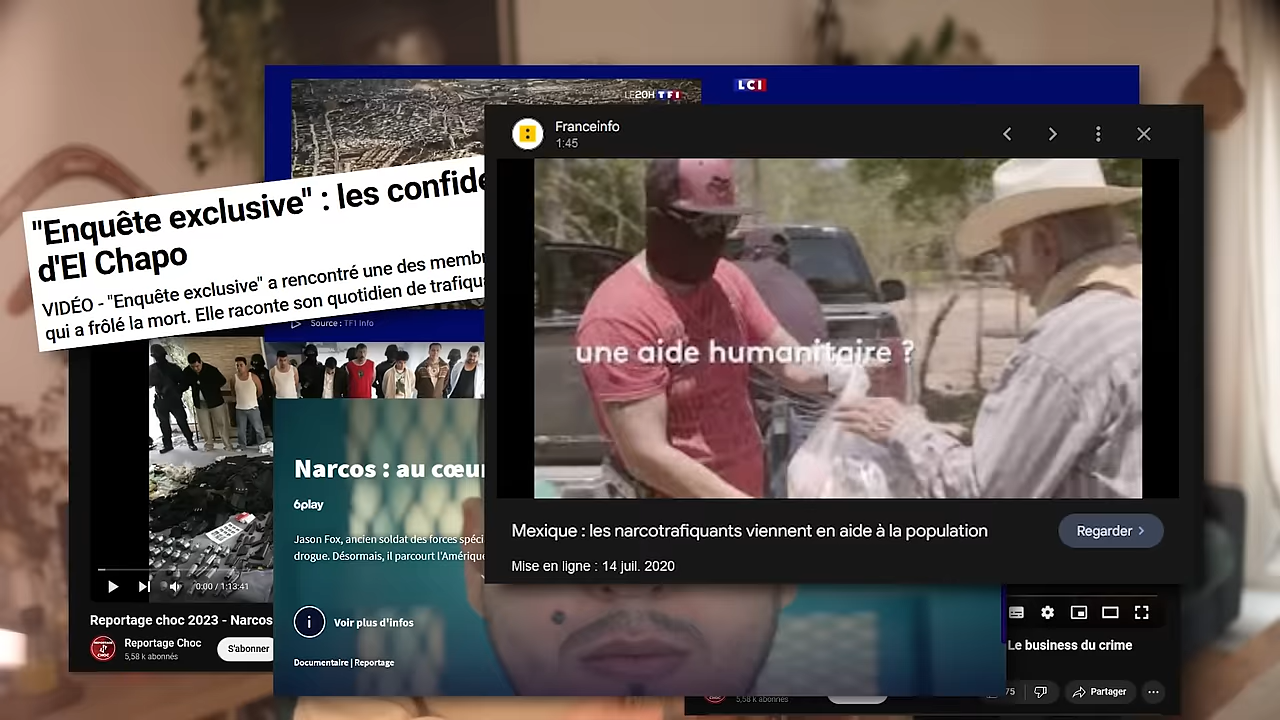 LE20H TF1
LCI
Franceinfo
1:45
"Enquête exclusive" : les confide
d'El Chapo
VIDÉO - "Enquête exclusive" a rencontré une des memb
qui a frôlé la mort. Elle raconte son quotidien de trafiqu
Source : TF1 Info
une aide humanitaire ?
Narcos : au cœu
6play
Jason Fox, ancien soldat des forces spéci
drogue. Désormais, il parcourt l'Amérique
Mexique : les narcotrafiquants viennent en aide à la population
Regarder
Mise en ligne : 14 juil. 2020
0:00 / 1:13:41
Reportage choc 2023 - Narcos
Reportage Choc
5,58 k abonnés
S'abonner
i
Voir plus d'infos
Documentaire | Reportage
Le business du crime
75
Partager
5,58 k abonnés